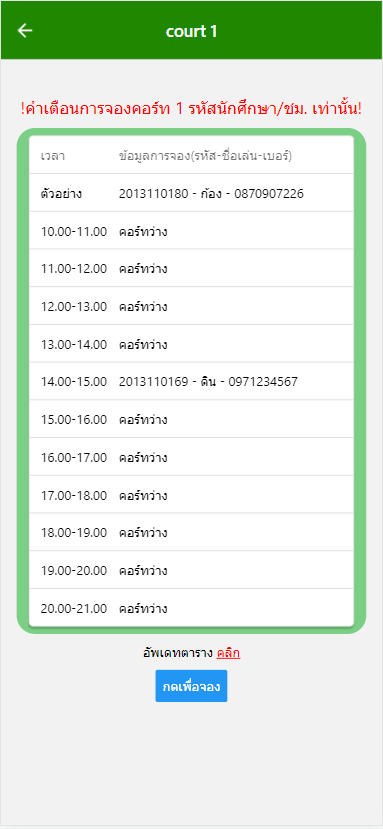 court 1
!คำเตือนการจองคอร์ท 1 รหัสนักศึกษา/ชม. เท่านั้น!
เวลา ข้อมูลการจอง(รหัส-ชื่อเล่น-เบอร์)
ตัวอย่าง 2013110180 - ก้อง - 0870907226
10.00-11.00 คอร์ทว่าง
11.00-12.00 คอร์ทว่าง
12.00-13.00 คอร์ทว่าง
13.00-14.00 คอร์ทว่าง
14.00-15.00 2013110169 - ดิน - 0971234567
15.00-16.00 คอร์ทว่าง
16.00-17.00 คอร์ทว่าง
17.00-18.00 คอร์ทว่าง
18.00-19.00 คอร์ทว่าง
19.00-20.00 คอร์ทว่าง
20.00-21.00 คอร์ทว่าง
อัพเดทตาราง คลิก
กดเพื่อจอง